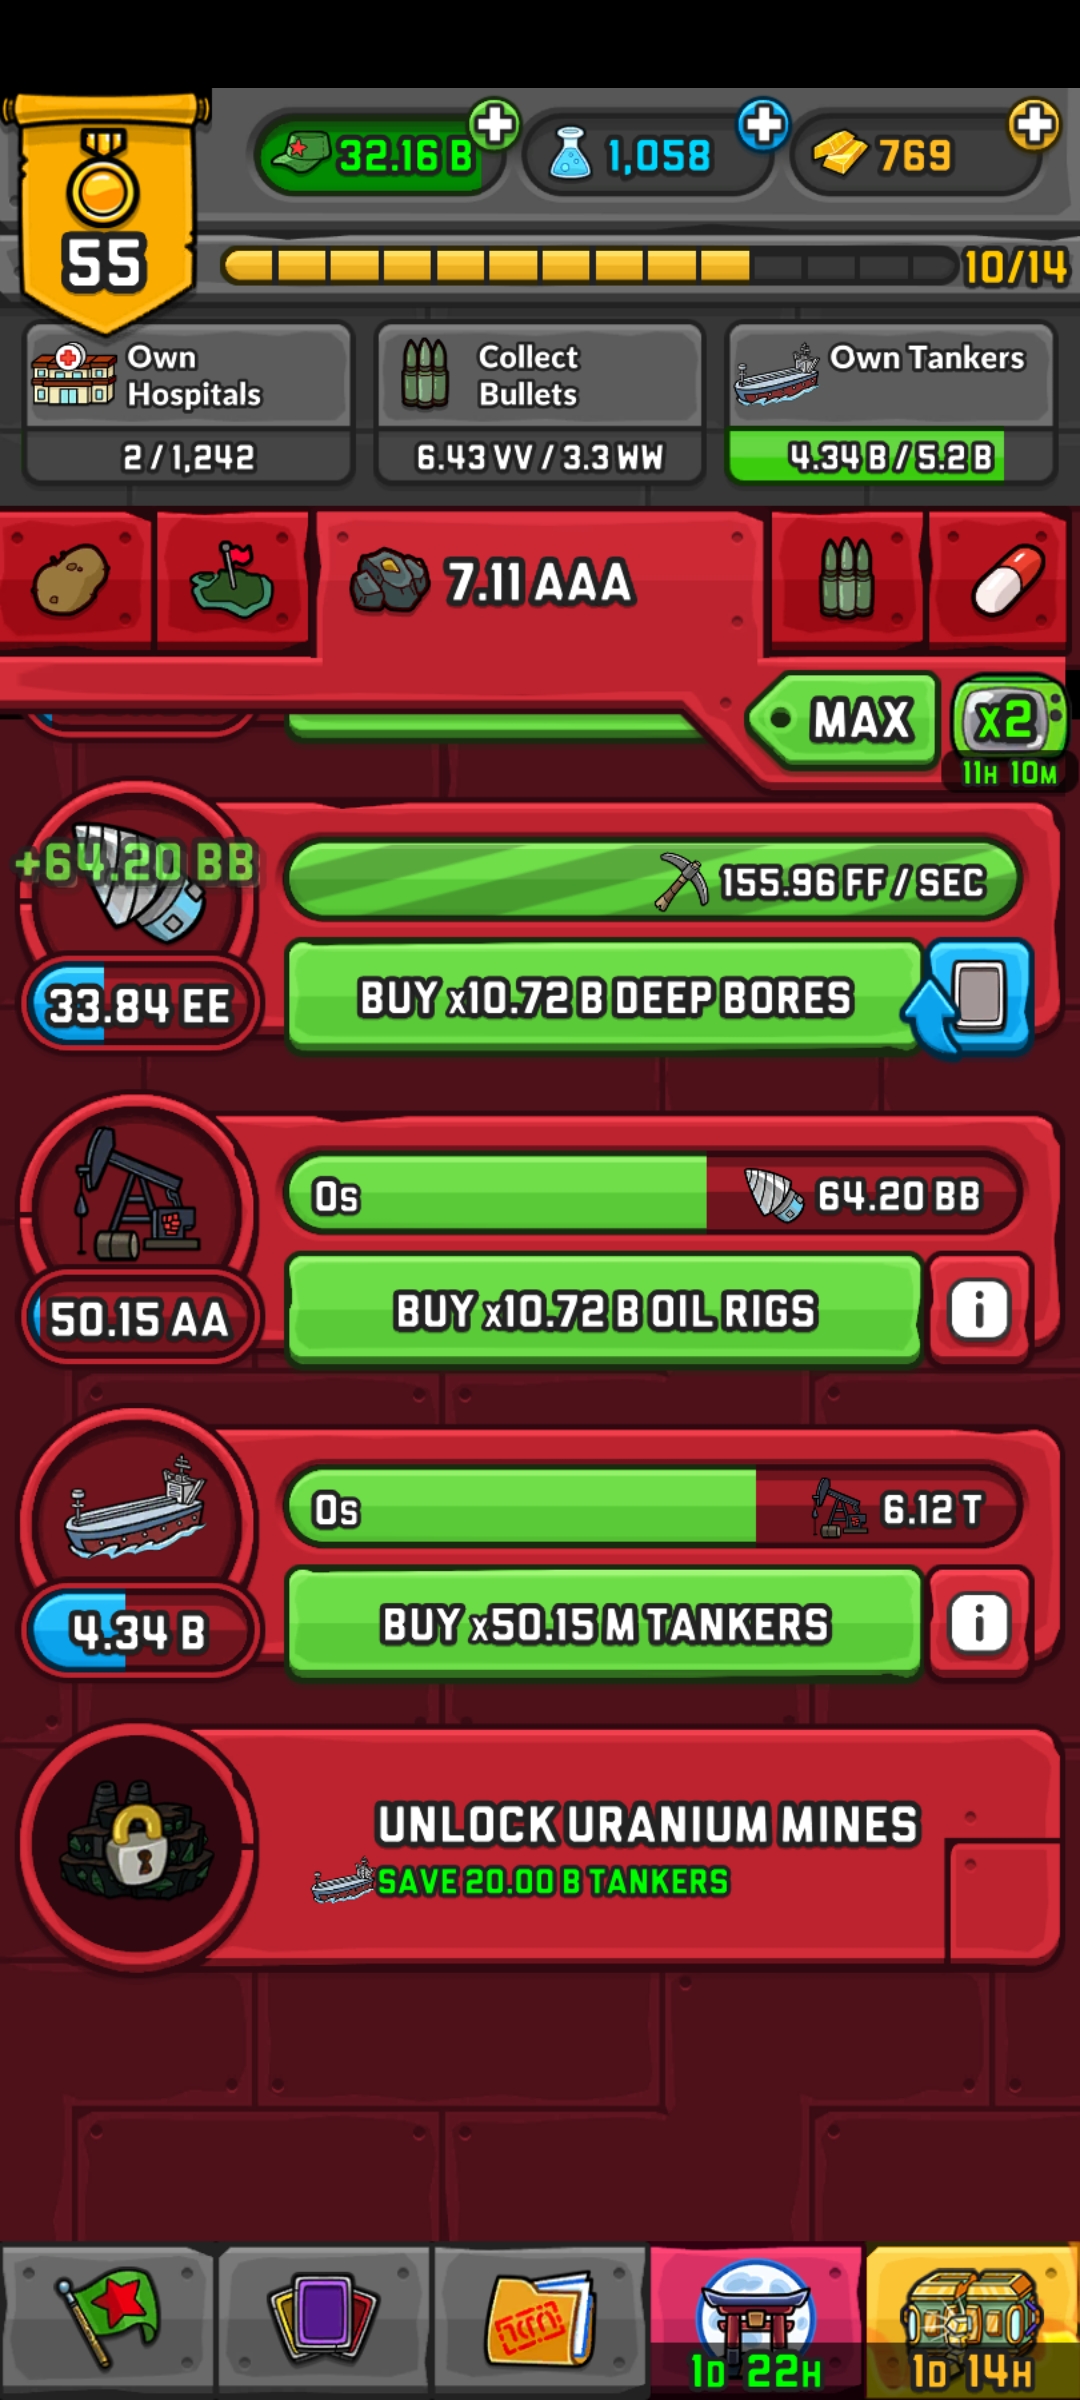 32.16 B
1,058
769
55
10/14
Own
Hospitals
2 / 1,242
Collect
Bullets
6.43 VV / 3.3 WW
Own Tankers
4.34 B / 5.2 B
7.11 AAA
MAX
x2
11H 10M
+64.20 BB
155.96 FF / SEC
33.84 EE
BUY x10.72 B DEEP BORES
0s
64.20 BB
50.15 AA
BUY x10.72 B OIL RIGS
i
0s
6.12 T
4.34 B
BUY x50.15 M TANKERS
i
UNLOCK URANIUM MINES
SAVE 20.00 B TANKERS
1D 22H
1D 14H